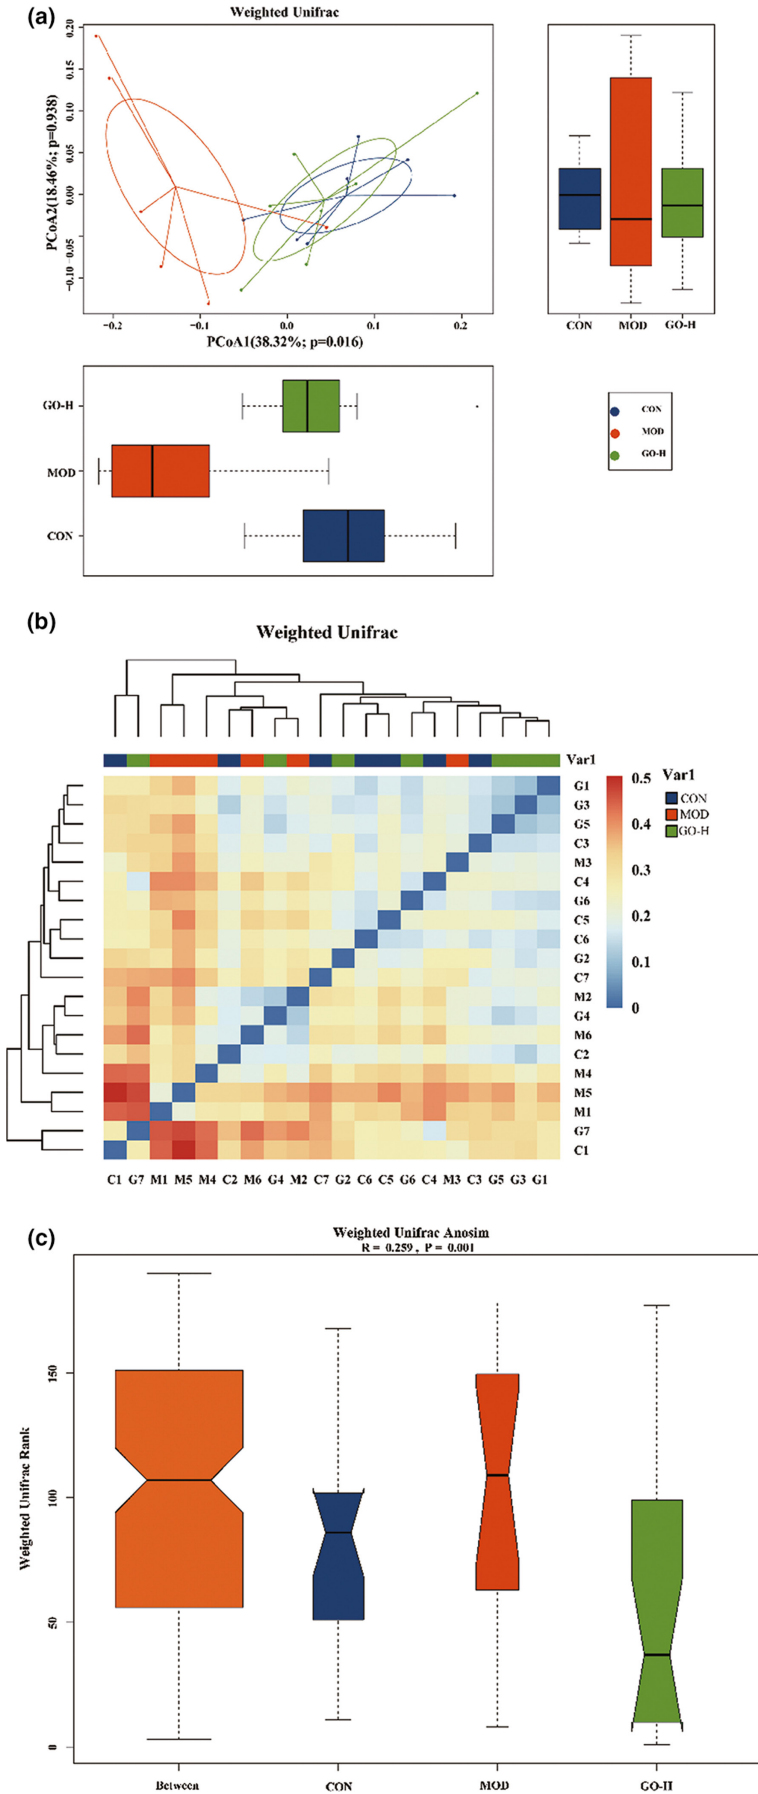 (a)
Weighted Unifrac
0.20
0.15
0.10
0.05
0.00
−0.05
−0.10
PCoA2(18.46%; p=0.938)
−0.2 −0.1 0.0 0.1 0.2
PCoA1(38.32%; p=0.016)
CON MOD GO-H
GO-H
MOD
CON
CON
MOD
GO-H
(b)
Weighted Unifrac
Var1
G1
G3
G5
C3
M3
C4
G6
C5
C6
G2
C7
M2
G4
M6
C2
M4
M5
M1
G7
C1
C1 G7 M1 M5 M4 C2 M6 G4 M2 C7 G2 C6 C5 G6 C4 M3 C3 G5 G3 G1
0.5
0.4
0.3
0.2
0.1
0
Var1
CON
MOD
GO-H
(c)
Weighted Unifrac Anosim
R = 0.259 , P = 0.001
150
100
50
0
Weighted Unifrac Rank
Between CON MOD GO-H